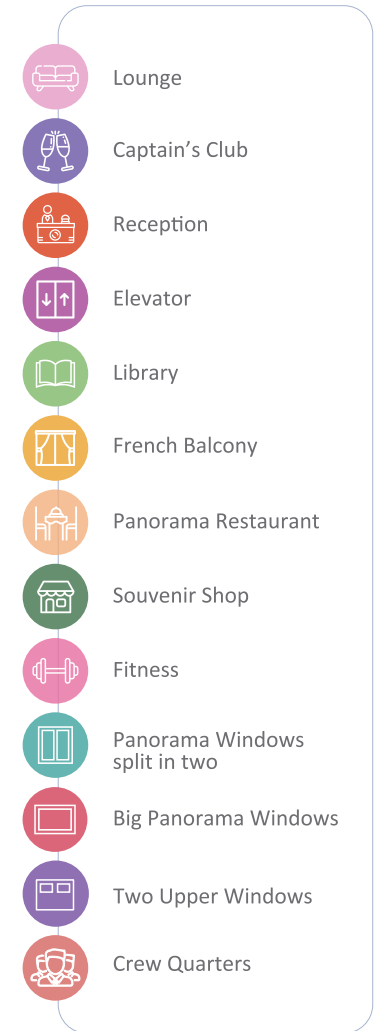 Lounge
Captain’s Club
Reception
Elevator
Library
French Balcony
Panorama Restaurant
Souvenir Shop
Fitness
Panorama Windows
split in two
Big Panorama Windows
Two Upper Windows
Crew Quarters